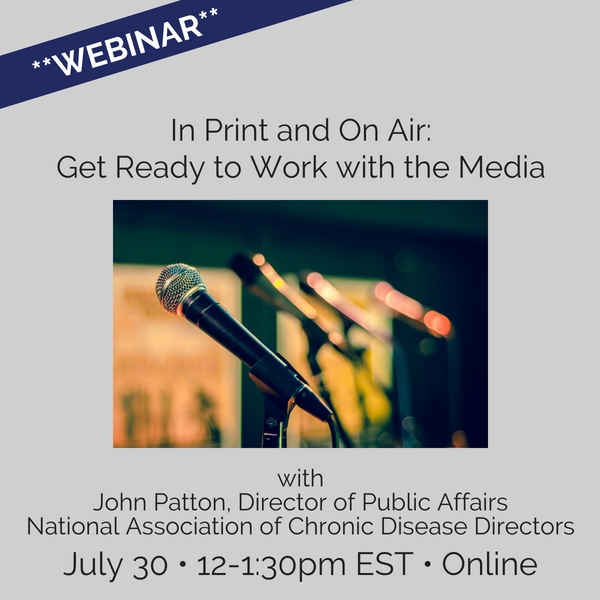 **WEBINAR**
In Print and On Air:
Get Ready to Work with the Media
with
John Patton, Director of Public Affairs
National Association of Chronic Disease Directors
July 30 • 12-1:30pm EST • Online